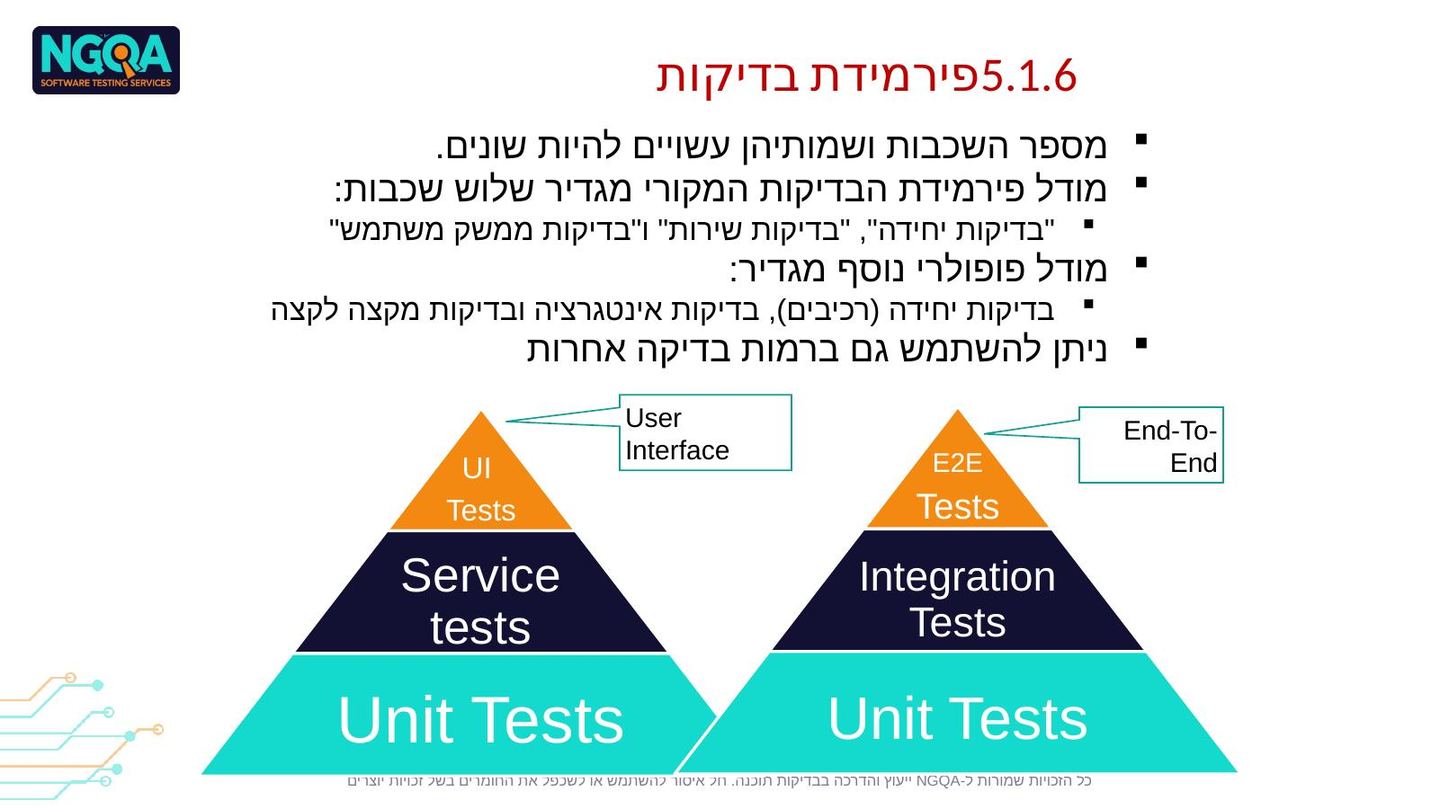 NGQA
SOFTWARE TESTING SERVICES
5.1.6פירמידת בדיקות
מספר השכבות ושמותיהן עשויים להיות שונים.
מודל פירמידת הבדיקות המקורי מגדיר שלוש שכבות:
"בדיקות יחידה", "בדיקות שירות" ו"בדיקות ממשק משתמש"
מודל פופולרי נוסף מגדיר:
בדיקות יחידה (רכיבים), בדיקות אינטגרציה ובדיקות מקצה לקצה
ניתן להשתמש גם ברמות בדיקה אחרות
User
Interface
UI
Tests
Service
tests
Unit Tests
End-To-
End
E2E
Tests
Integration
Tests
Unit Tests
כל הזכויות שמורות ל-NGQA ייעוץ והדרכה בבדיקות תוכנה. חל איסור להשתמש או לשכפל את החומרים בשל זכויות יוצרים